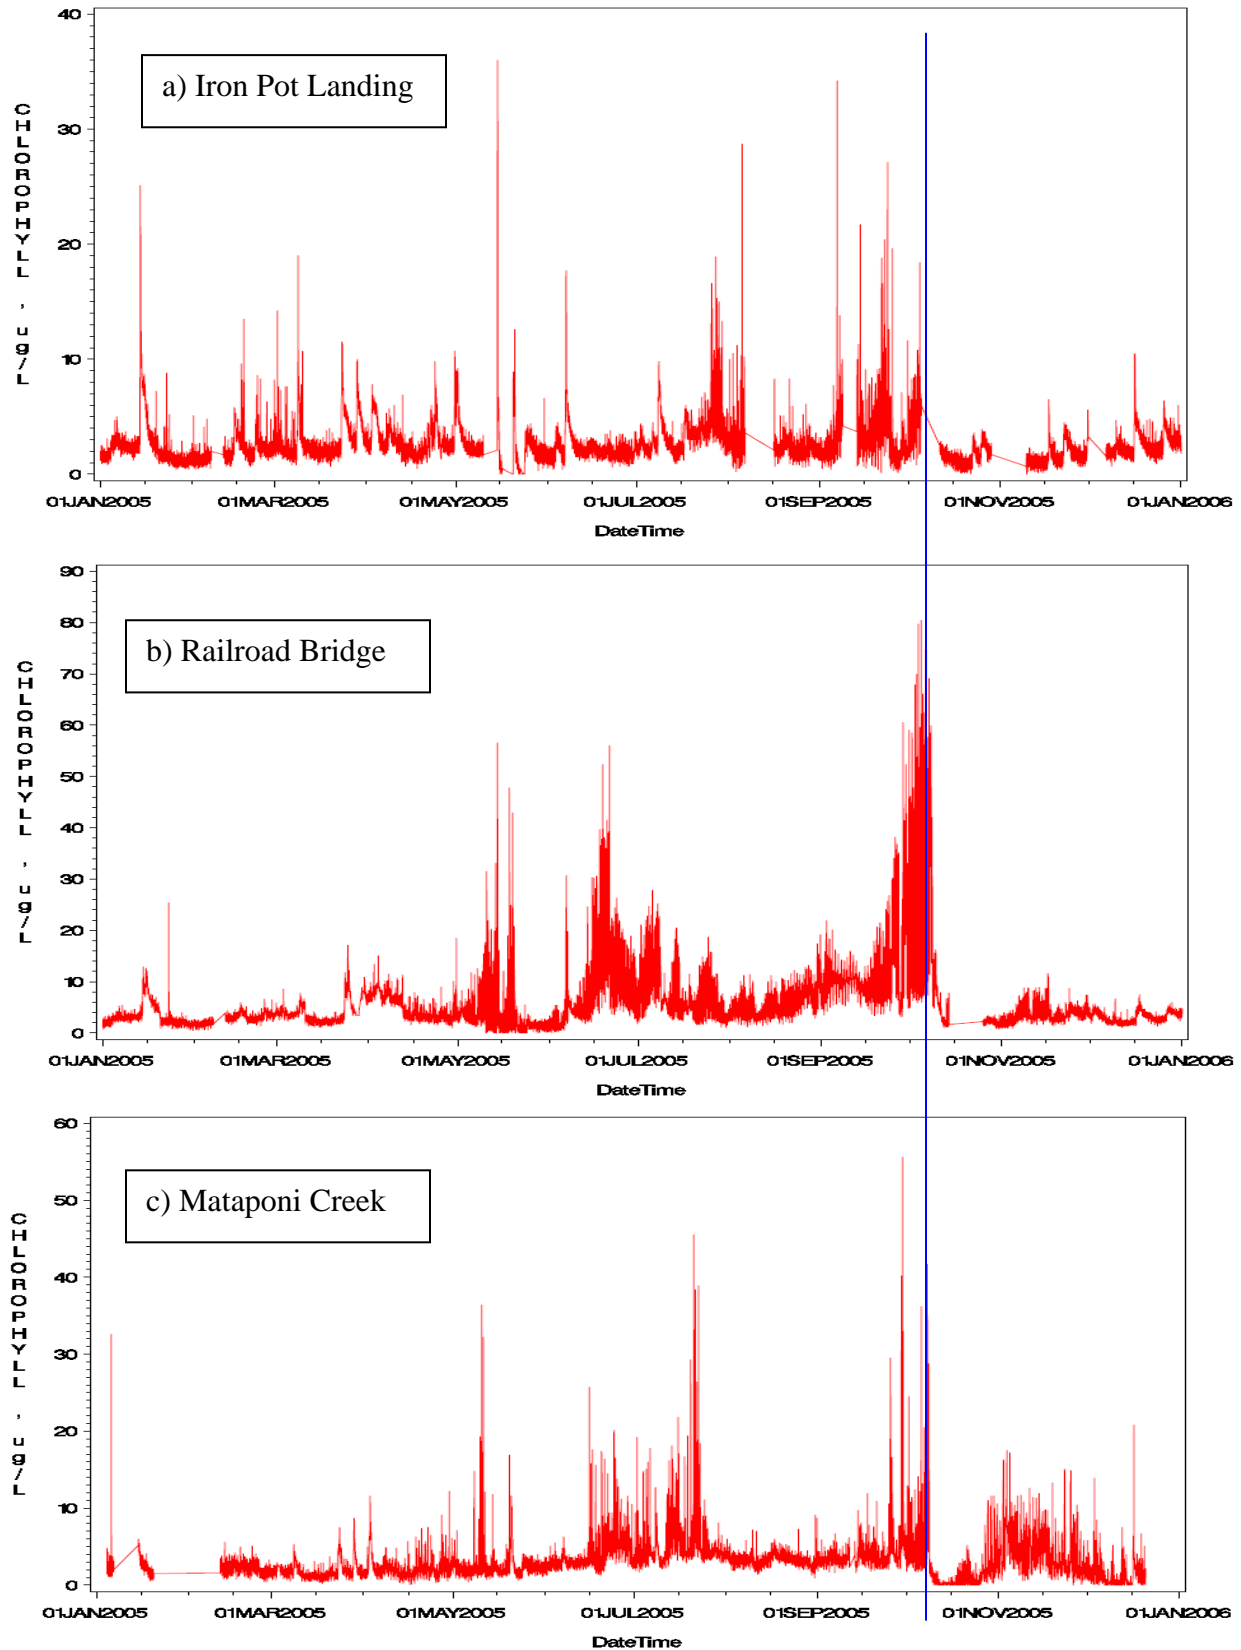 40
30
20
10
0
CHLOROPHYLL , ug/L
a) Iron Pot Landing
01JAN2005 01MAR2005 01MAY2005 01JUL2005 01SEP2005 01NOV2005 01JAN2006
DateTime
90
80
70
60
50
40
30
20
10
0
CHLOROPHYLL , ug/L
b) Railroad Bridge
01JAN2005 01MAR2005 01MAY2005 01JUL2005 01SEP2005 01NOV2005 01JAN2006
DateTime
60
50
40
30
20
10
0
CHLOROPHYLL , ug/L
c) Mataponi Creek
01JAN2005 01MAR2005 01MAY2005 01JUL2005 01SEP2005 01NOV2005 01JAN2006
DateTime